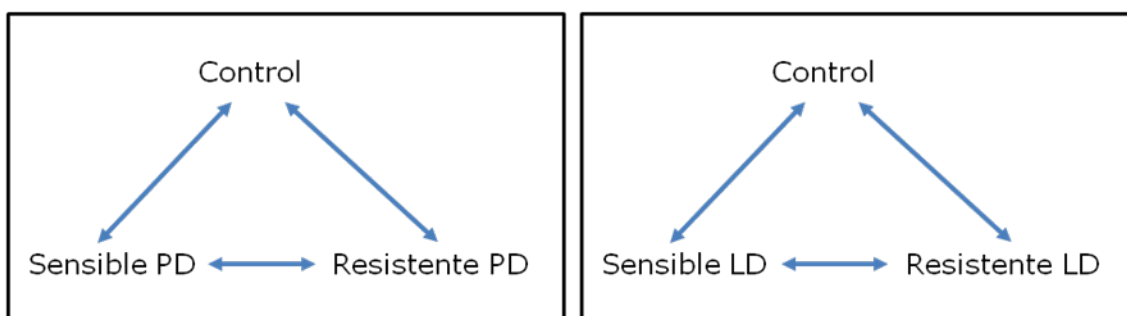 Control
Sensible PD
Resistente PD
Control
Sensible LD
Resistente LD